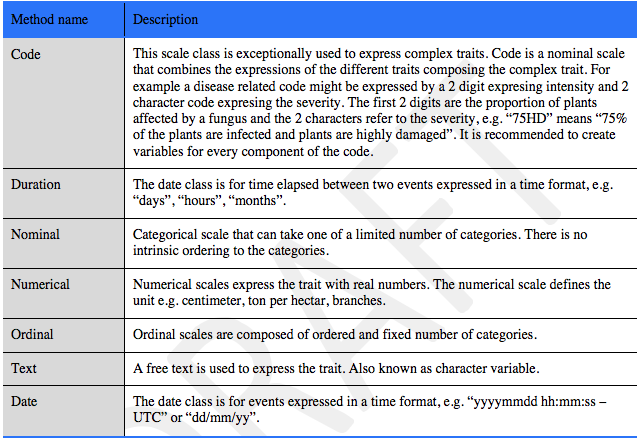 Method name Description
Code This scale class is exceptionally used to express complex traits. Code is a nominal scale
that combines the expressions of the different traits composing the complex trait. For
example a disease related code might be expressed by a 2 digit expresing intensity and 2
character code expresing the severity. The first 2 digits are the proportion of plants
affected by a fungus and the 2 characters refer to the severity, e.g. “75HD” means “75%
of the plants are infected and plants are highly damaged”. It is recommended to create
variables for every component of the code.
Duration The date class is for time elapsed between two events expressed in a time format, e.g.
“days”, “hours”, “months”.
Nominal Categorical scale that can take one of a limited number of categories. There is no
intrinsic ordering to the categories.
Numerical Numerical scales express the trait with real numbers. The numerical scale defines the
unit e.g. centimeter, ton per hectar, branches.
Ordinal Ordinal scales are composed of ordered and fixed number of categories.
Text A free text is used to express the trait. Also known as character variable.
Date The date class is for events expressed in a time format, e.g. “yyyymmdd hh:mm:ss –
UTC” or “dd/mm/yy”.
DRAFT